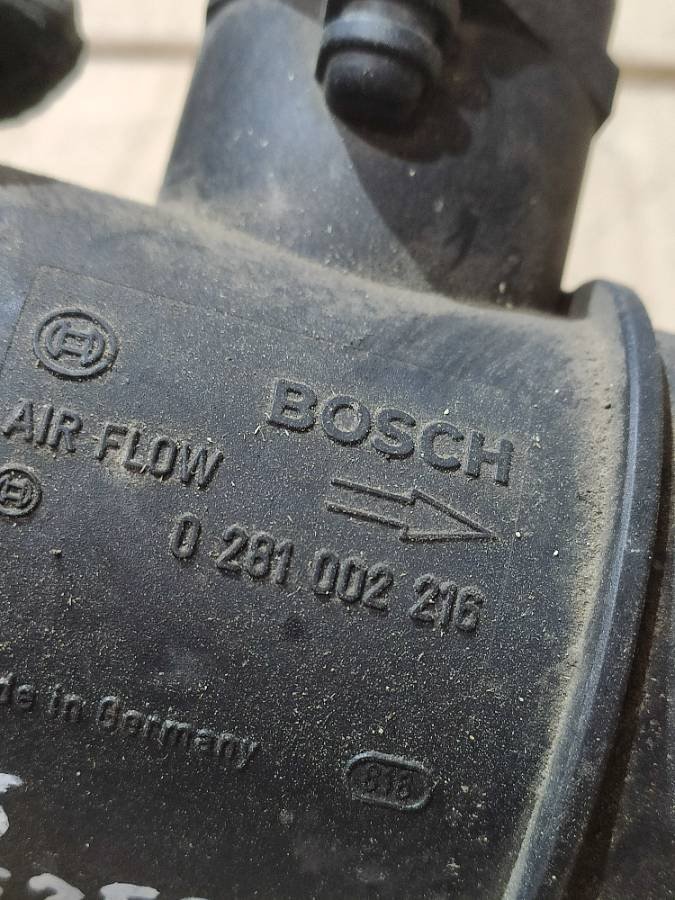 BOSCH
AIR FLOW
0 281 002 216
de in Germany
818